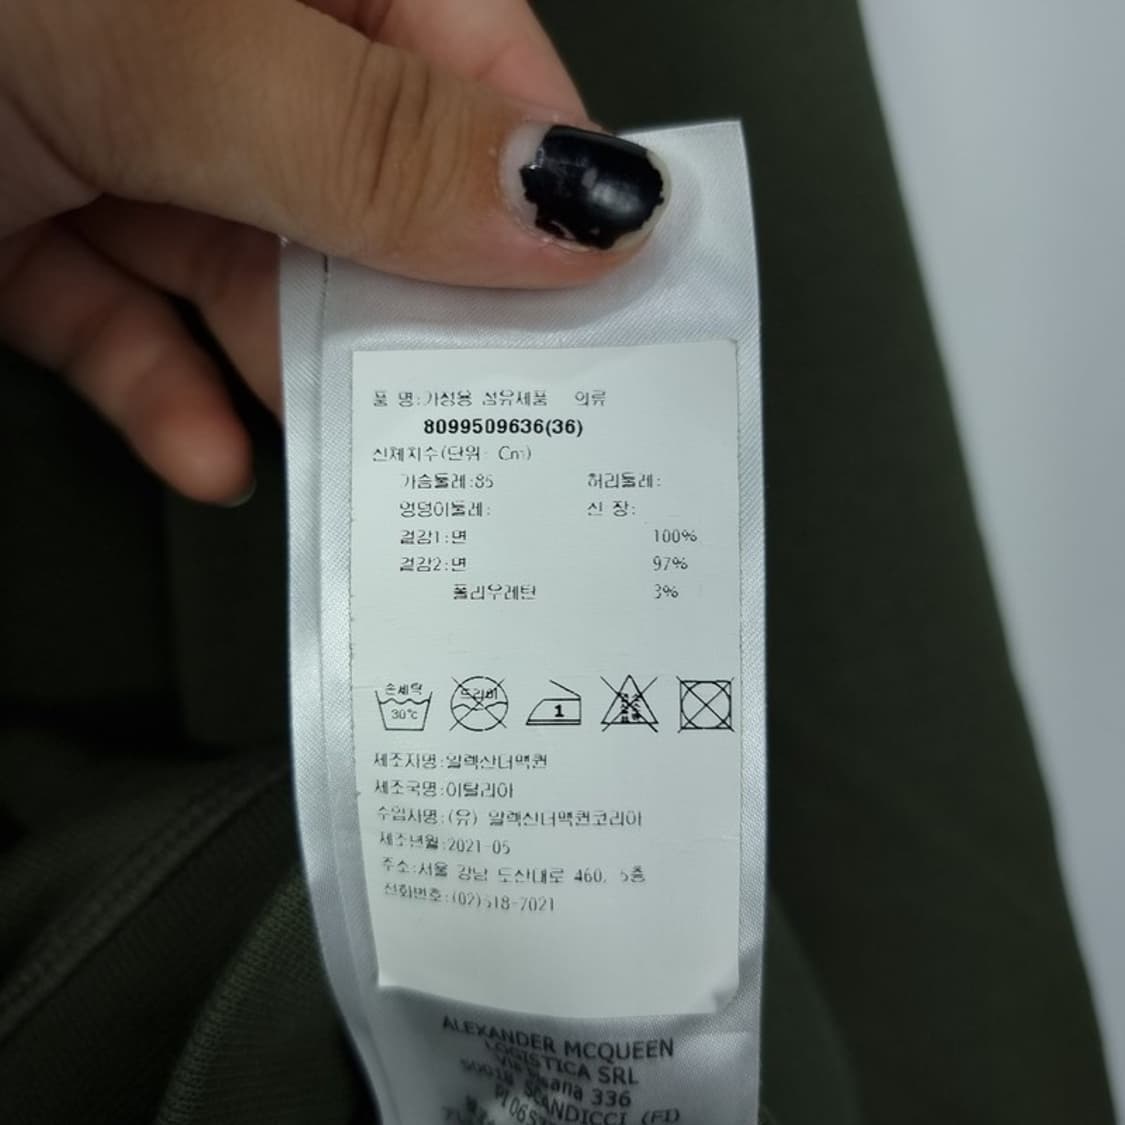 품 명:가정용 섬유제품 의류
8099509636(36)
신체치수(단위: Cm)
가슴둘레:85 허리둘레:
엉덩이둘레: 신 장:
겉감1:면 100%
겉감2:면 97%
폴리우레탄 3%
손세탁 드라이
30℃ 1
제조자명:알렉산더맥퀸
제조국명:이탈리아
수입자명:(유) 알렉산더맥퀸코리아
제조년월:2021-05
주소:서울 강남 도산대로 460, 5층
전화번호:(02)518-7021
ALEXANDER MCQUEEN
LOGISTICA SRL
336
SCANDICCI (FI)